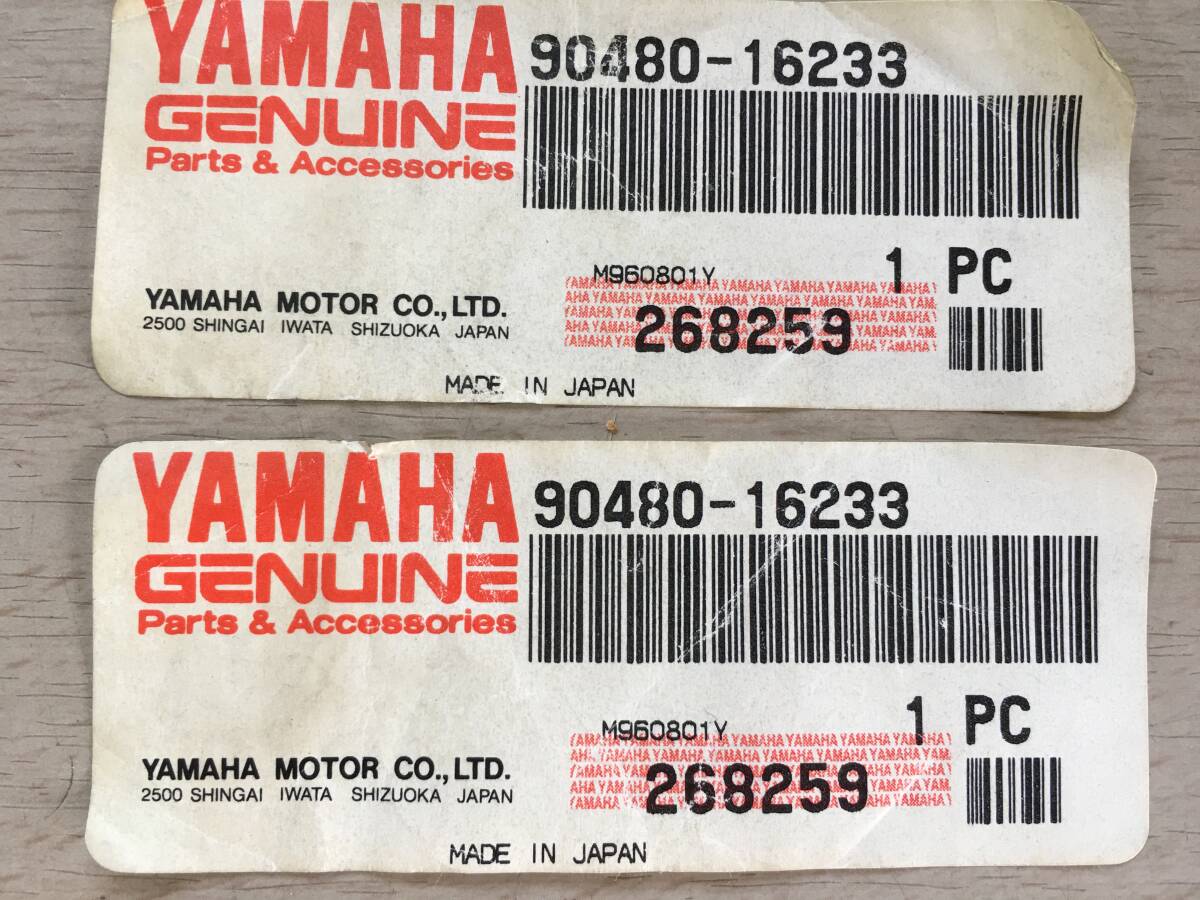 YAMAHA
GENUINE
Parts & Accessories
90480-16233
M960801Y
1 PC
268259
YAMAHA MOTOR CO.,LTD.
2500 SHINGAI IWATA SHIZUOKA JAPAN
MADE IN JAPAN
YAMAHA
GENUINE
Parts & Accessories
90480-16233
M960801Y
1 PC
268259
YAMAHA MOTOR CO.,LTD.
2500 SHINGAI IWATA SHIZUOKA JAPAN
MADE IN JAPAN